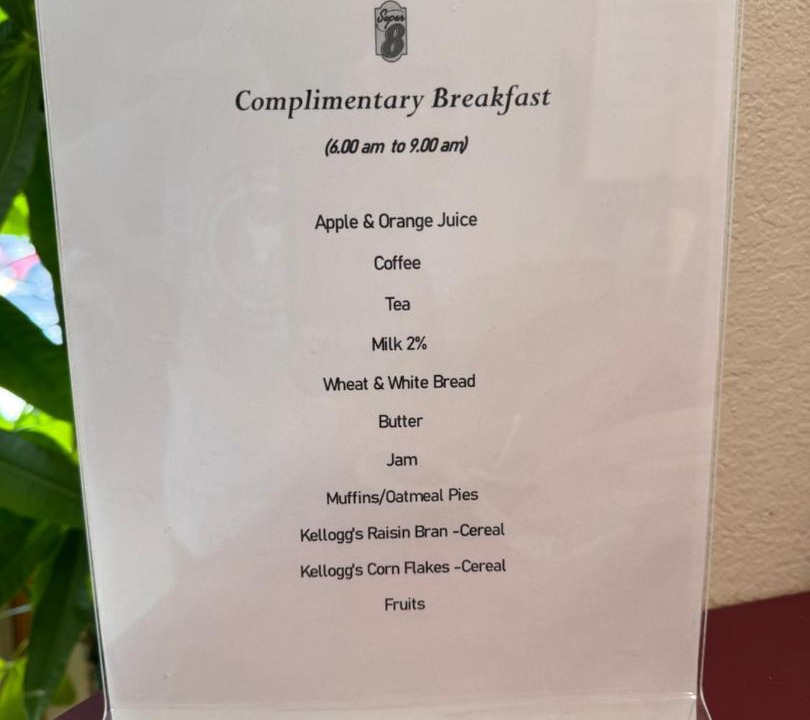 Super
8
Complimentary Breakfast
(6.00 am to 9.00 am)
Apple & Orange Juice
Coffee
Tea
Milk 2%
Wheat & White Bread
Butter
Jam
Muffins/Oatmeal Pies
Kellogg's Raisin Bran -Cereal
Kellogg's Corn Flakes -Cereal
Fruits